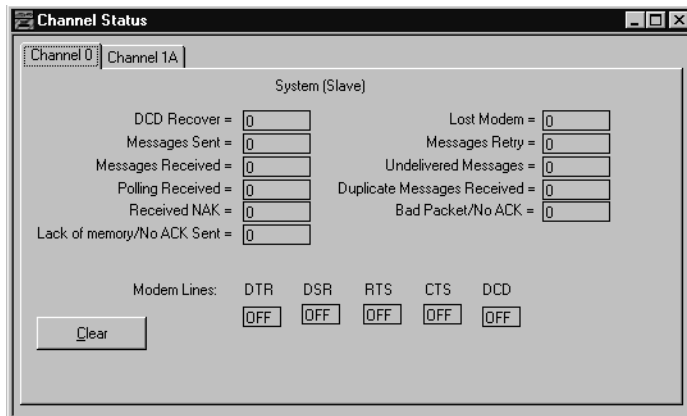 Channel Status
Channel 0 Channel 1A
System (Slave)
DCD Recover = 0 Lost Modem = 0
Messages Sent = 0 Messages Retry = 0
Messages Received = 0 Undelivered Messages = 0
Polling Received = 0 Duplicate Messages Received = 0
Received NAK = 0 Bad Packet/No ACK = 0
Lack of memory/No ACK Sent = 0
Modem Lines: DTR DSR RTS CTS DCD
OFF OFF OFF OFF OFF
Clear